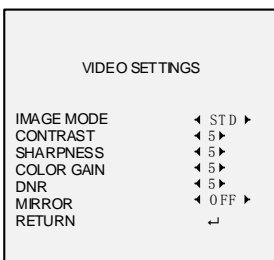 VIDEO SETTINGS
IMAGE MODE ◀ STD ▶
CONTRAST ◀ 5 ▶
SHARPNESS ◀ 5 ▶
COLOR GAIN ◀ 5 ▶
DNR ◀ 5 ▶
MIRROR ◀ OFF ▶
RETURN ↵